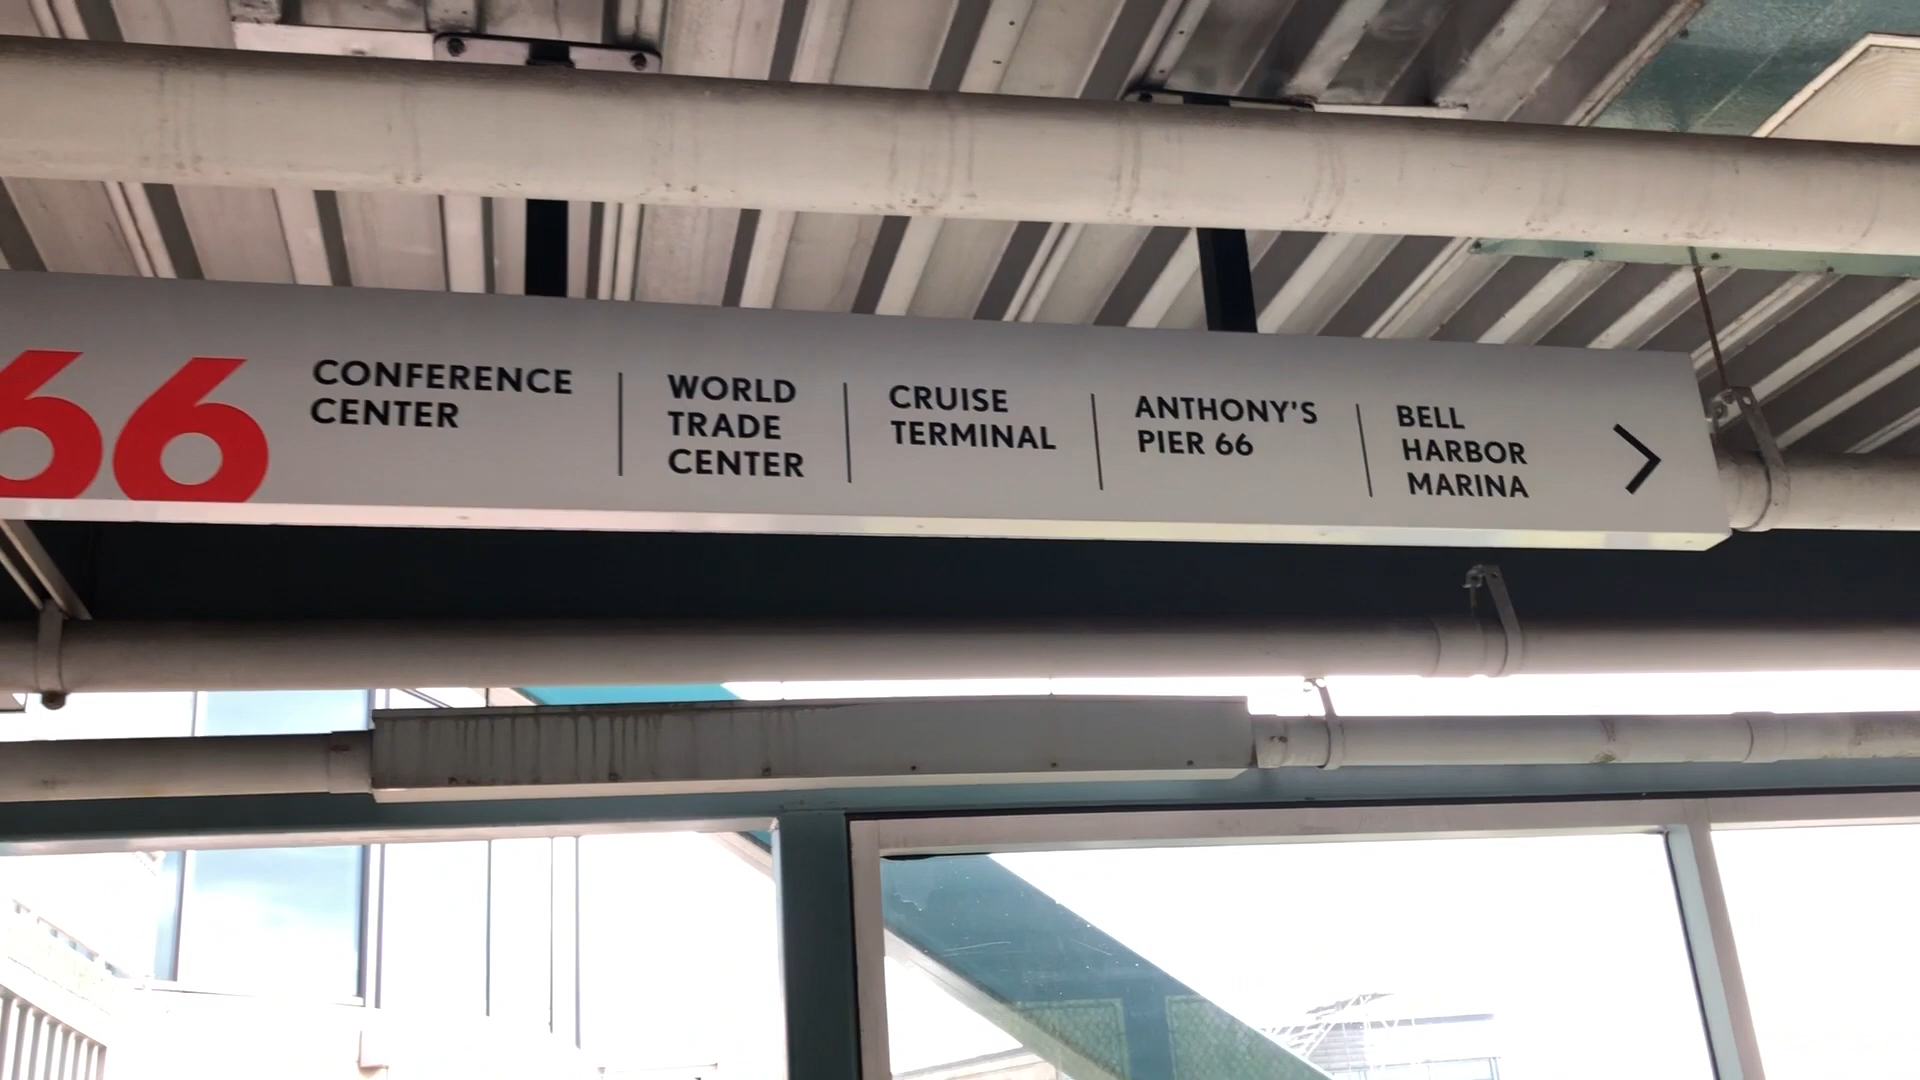 66
CONFERENCE
CENTER
WORLD
TRADE
CENTER
CRUISE
TERMINAL
ANTHONY'S
PIER 66
BELL
HARBOR
MARINA